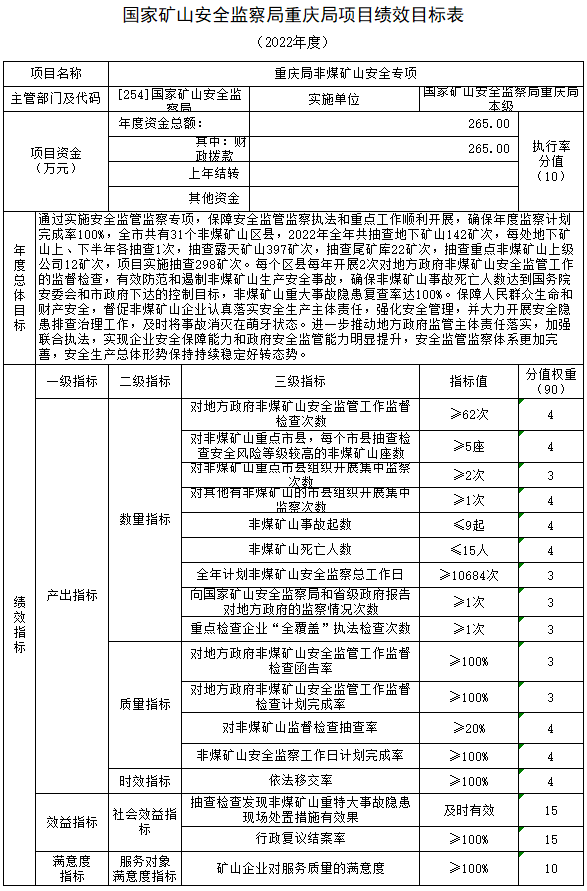 国家矿山安全监察局重庆局项目绩效目标表
（2022年度）
项目名称
重庆局非煤矿山安全专项
主管部门及代码
[254]国家矿山安全监
察局
实施单位
国家矿山安全监察局重庆局
本级
项目资金
（万元）
年度资金总额：
265.00
执行率
分值
（10）
其中：财
政拨款
265.00
上年结转
其他资金
年度总体目标
通过实施安全监管监察专项，保障安全监管监察执法和重点工作顺利开展，确保年度监察计划
完成率100%，全市共有31个非煤矿山区县，2022年全年共抽查地下矿山142矿次，每处地下矿
山上、下半年各抽查1次，抽查露天矿山397矿次，抽查尾矿库22矿次，抽查重点非煤矿山上级
公司12矿次，项目实施抽查298矿次。每个区县每年开展2次对地方政府非煤矿山安全监管工作
的监督检查，有效防范和遏制非煤矿山生产安全事故，确保非煤矿山事故死亡人数达到国务院
安委会和市政府下达的控制目标，非煤矿山重大事故隐患复查率达100%。保障人民群众生命和
财产安全，督促非煤矿山企业认真落实安全生产主体责任，强化安全管理，并大力开展安全隐
患排查治理工作，及时将事故消灭在萌牙状态。进一步推动地方政府监管主体责任落实，加强
联合执法，实现企业安全保障能力和政府安全监管能力明显提升，安全监管监察体系更加完
善，安全生产总体形势保持持续稳定好转态势。
绩效指标
一级指标
二级指标
三级指标
指标值
分值权重
（90）
产出指标
数量指标
对地方政府非煤矿山安全监管工作监督
检查次数
≥62次
4
对非煤矿山重点市县，每个市县抽查检
查安全风险等级较高的非煤矿山座数
≥5座
4
对非煤矿山重点市县组织开展集中监察
次数
≥2次
3
对其他有非煤矿山的市县组织开展集中
监察次数
≥1次
4
非煤矿山事故起数
≤9起
4
非煤矿山死亡人数
≤15人
4
全年计划非煤矿山安全监察总工作日
≥10684次
3
向国家矿山安全监察局和省级政府报告
对地方政府的监察情况次数
≥1次
3
重点检查企业“全覆盖”执法检查次数
≥1次
3
质量指标
对地方政府非煤矿山安全监管工作监督
检查函告率
≥100%
3
对地方政府非煤矿山安全监管工作监督
检查计划完成率
≥100%
3
对非煤矿山监督检查抽查率
≥20%
4
非煤矿山安全监察工作日计划完成率
≥100%
4
时效指标
依法移交率
≥100%
4
效益指标
社会效益指
标
抽查检查发现非煤矿山重特大事故隐患
现场处置措施有效果
及时有效
15
行政复议结案率
≥100%
15
满意度
指标
服务对象
满意度指标
矿山企业对服务质量的满意度
≥100%
10